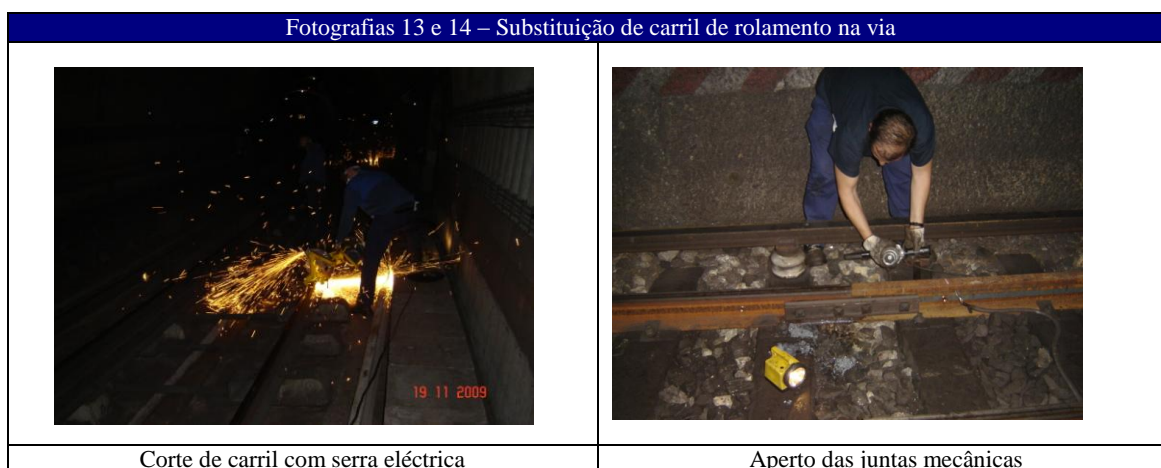 Fotografias 13 e 14 – Substituição de carril de rolamento na via
19 11 2009
Corte de carril com serra eléctrica
Aperto das juntas mecânicas